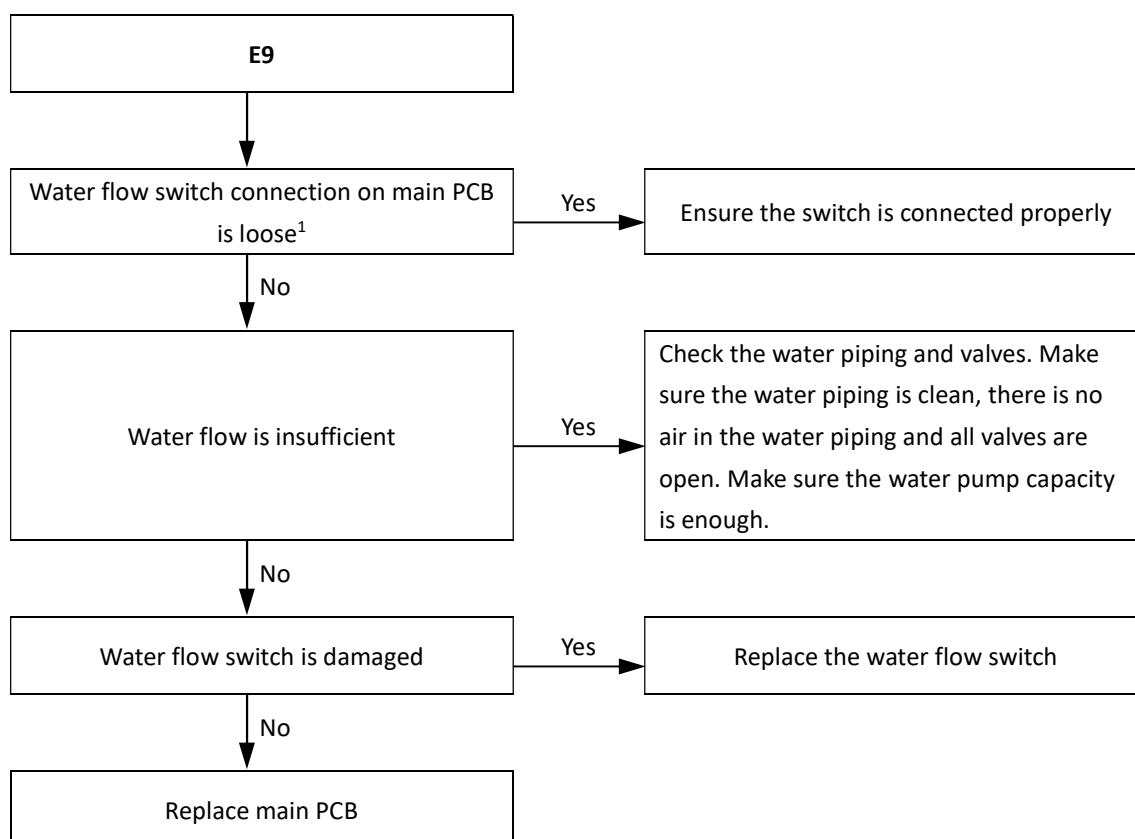 E9
Water flow switch connection on main PCB
is loose¹
Yes
Ensure the switch is connected properly
No
Water flow is insufficient
Yes
Check the water piping and valves. Make
sure the water piping is clean, there is no
air in the water piping and all valves are
open. Make sure the water pump capacity
is enough.
No
Water flow switch is damaged
Yes
Replace the water flow switch
No
Replace main PCB